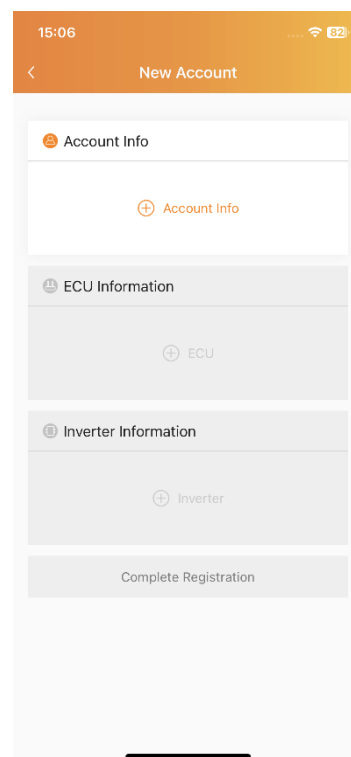 15:06
82
New Account
Account Info
Account Info
ECU Information
ECU
Inverter Information
Inverter
Complete Registration